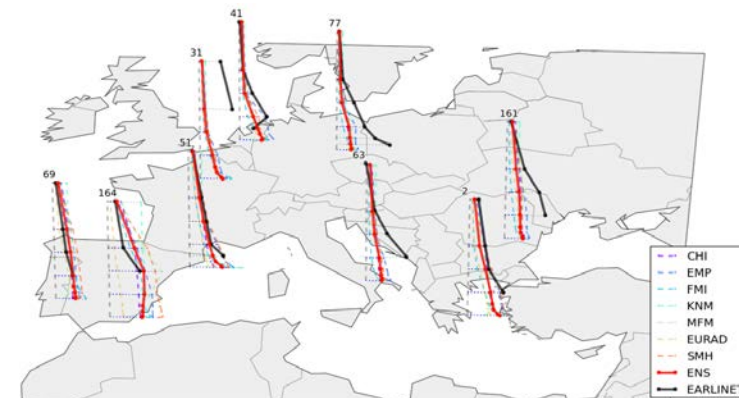 41
77
31
161
51
63
69
164
2
CHI
EMP
FMI
KNM
MFM
EURAD
SMH
ENS
EARLINET